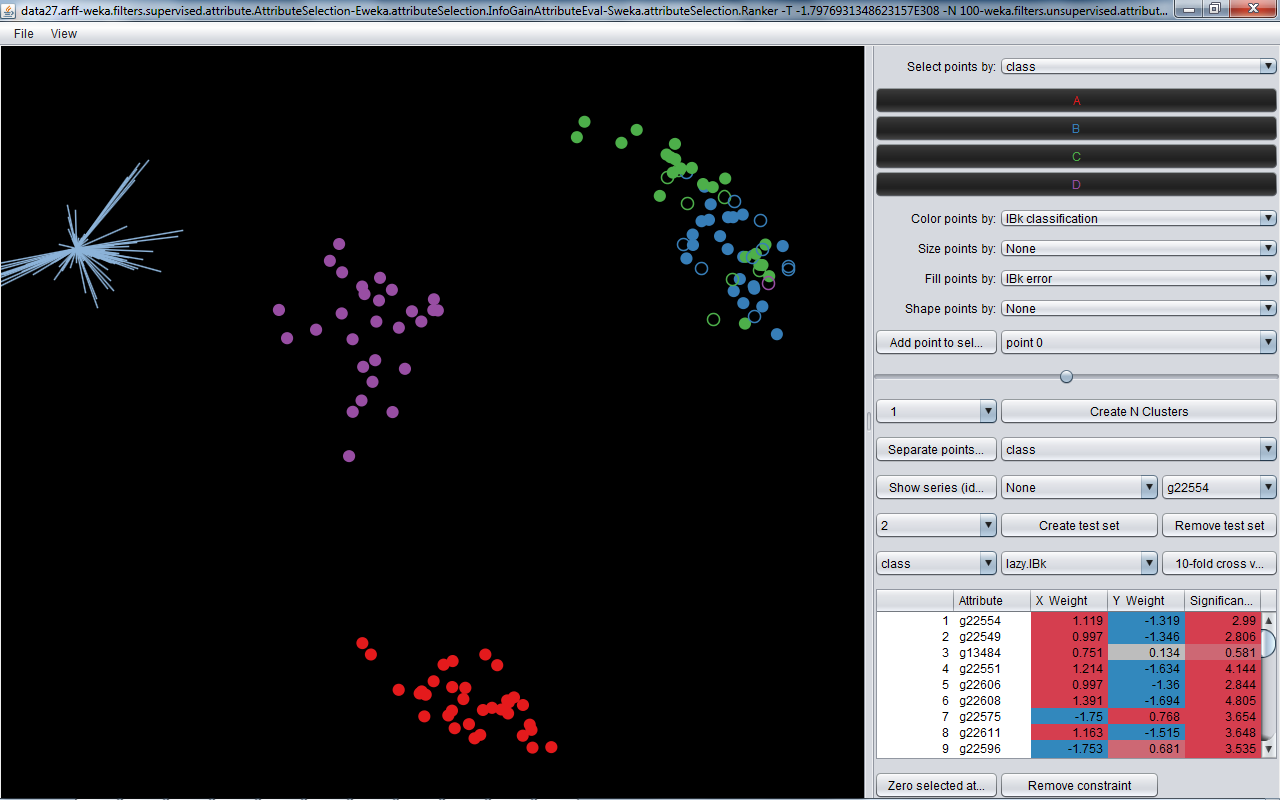 data27.arff-weka.filters.supervised.attribute.AttributeSelection-Eweka.attributeSelection.InfoGainAttributeEval-Sweka.attributeSelection.Ranker -T -1.7976931348623157E308 -N 100-weka.filters.unsupervised.attribut...
File View
Select points by: class
A
B
C
D
Color points by: IBk classification
Size points by: None
Fill points by: IBk error
Shape points by: None
Add point to sel... point 0
1 Create N Clusters
Separate points... class
Show series (id... None g22554
2 Create test set Remove test set
class lazy.IBk 10-fold cross v...
Attribute X Weight Y Weight Significan...
1 g22554 1.119 -1.319 2.99
2 g22549 0.997 -1.346 2.806
3 g13484 0.751 0.134 0.581
4 g22551 1.214 -1.634 4.144
5 g22606 0.997 -1.36 2.844
6 g22608 1.391 -1.694 4.805
7 g22575 -1.75 0.768 3.654
8 g22611 1.163 -1.515 3.648
9 g22596 -1.753 0.681 3.535
Zero selected at... Remove constraint